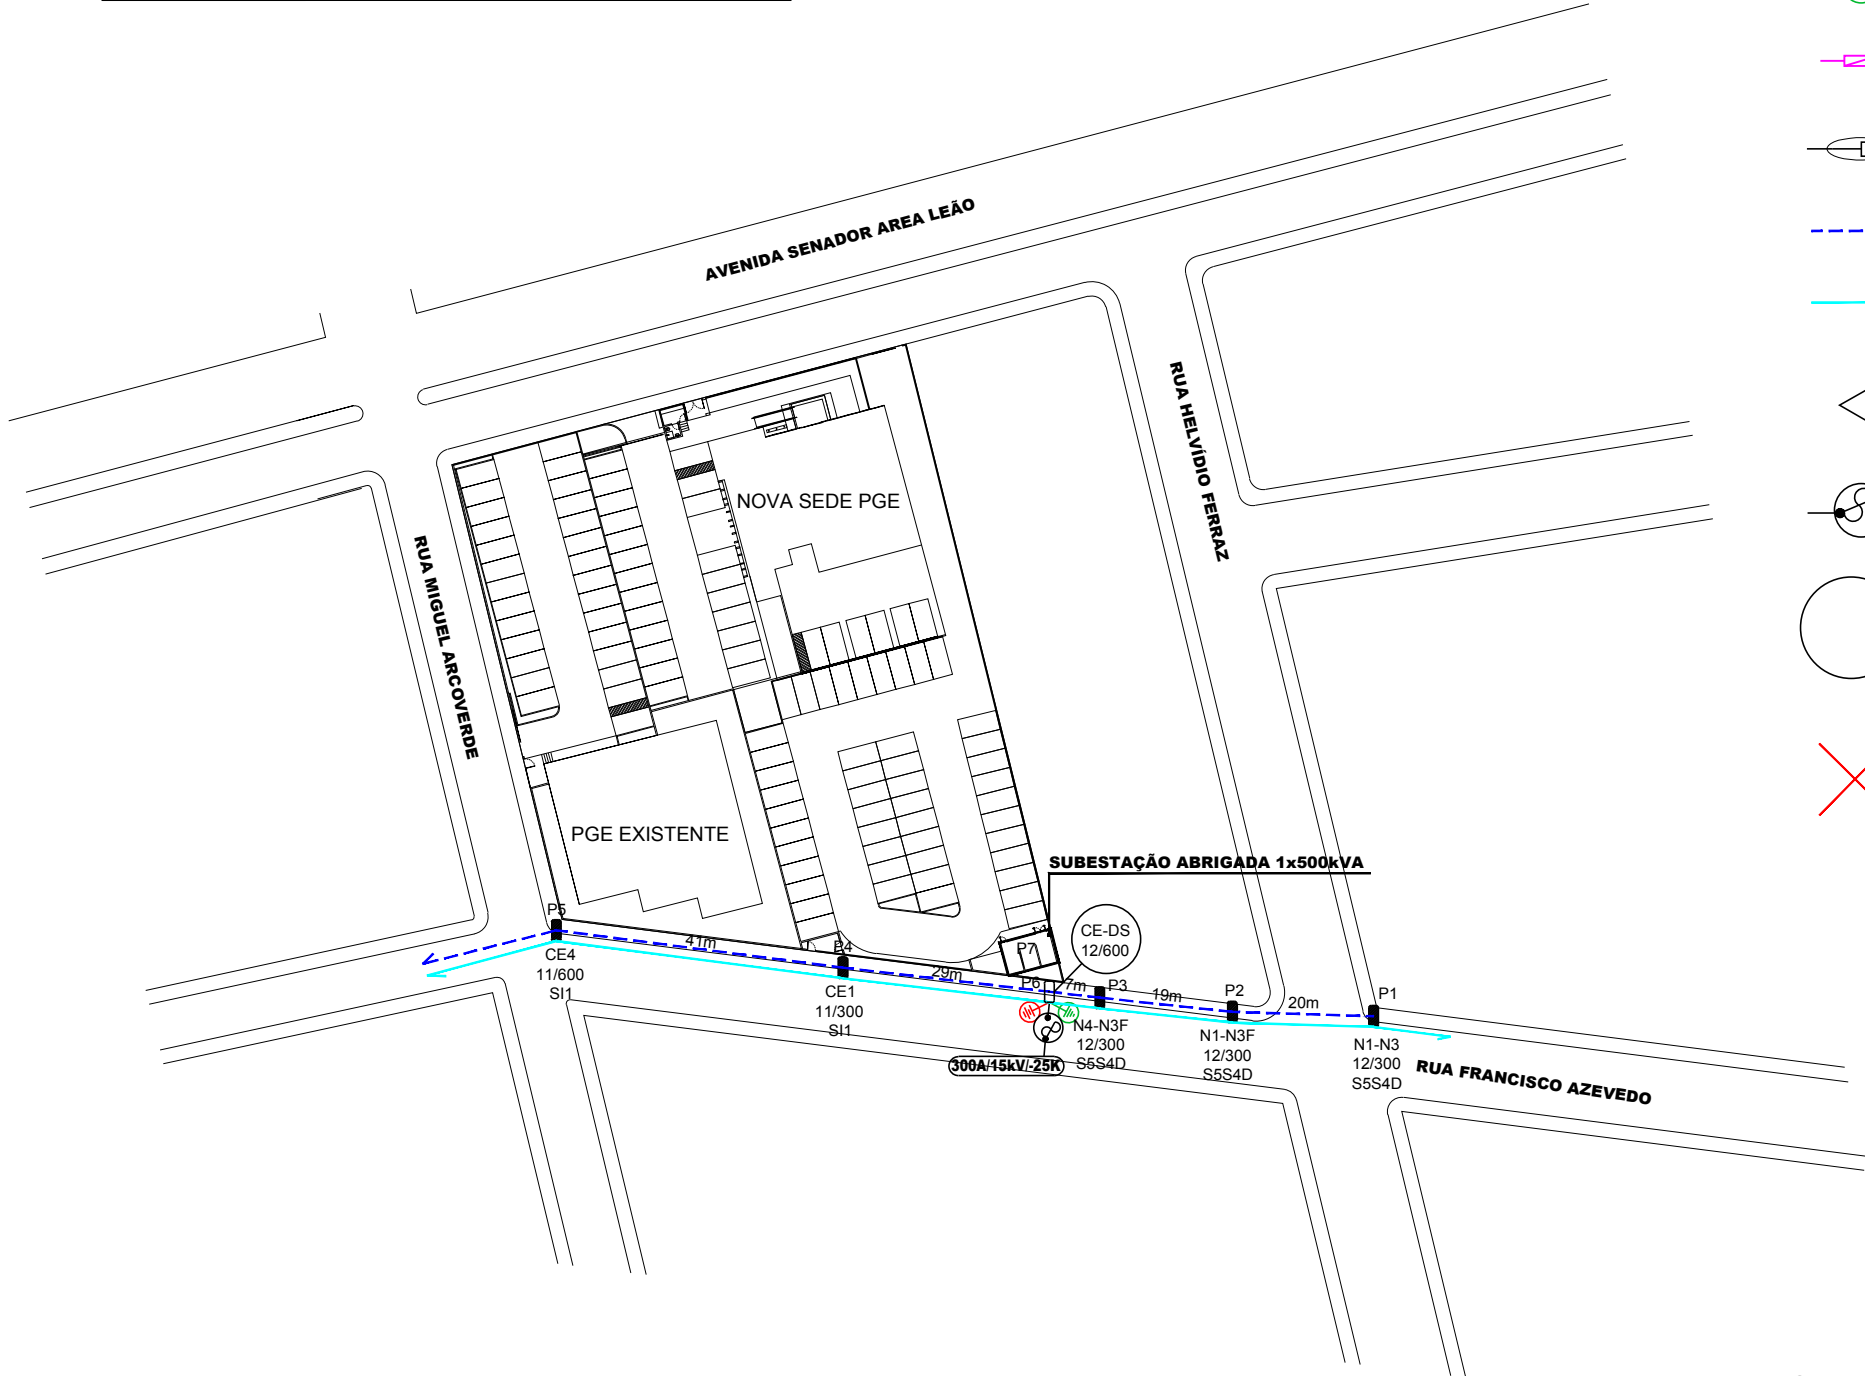 AVENIDA SENADOR AREA LEÃO
RUA HELVÍDIO FERRAZ
NOVA SEDE PGE
RUA MIGUEL ARCOVERDE
PGE EXISTENTE
SUBESTAÇÃO ABRIGADA 1x500kVA
P5
41m
CE4
11/600
SI1
P4
CE1
11/300
SI1
29m
P7
CE-DS
12/600
P6
7m
P3
N4-N3F
12/300
S5S4D
19m
P2
N1-N3F
12/300
S5S4D
20m
P1
N1-N3
12/300
S5S4D
300A/15kV/-25K
RUA FRANCISCO AZEVEDO